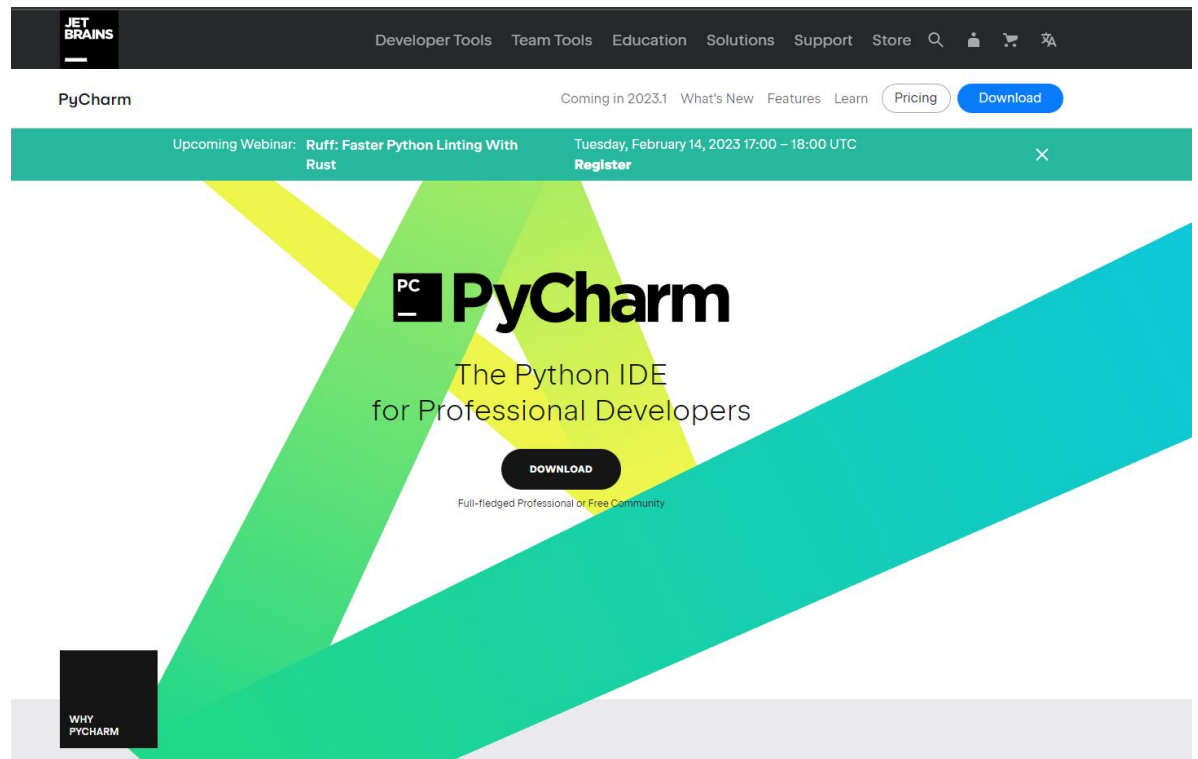 JET
BRAINS
Developer Tools Team Tools Education Solutions Support Store
PyCharm
Coming in 2023.1 What's New Features Learn Pricing Download
Upcoming Webinar: Ruff: Faster Python Linting With
Rust
Tuesday, February 14, 2023 17:00 – 18:00 UTC
Register
PC
PyCharm
The Python IDE
for Professional Developers
DOWNLOAD
Full-fledged Professional or Free Community
WHY
PYCHARM